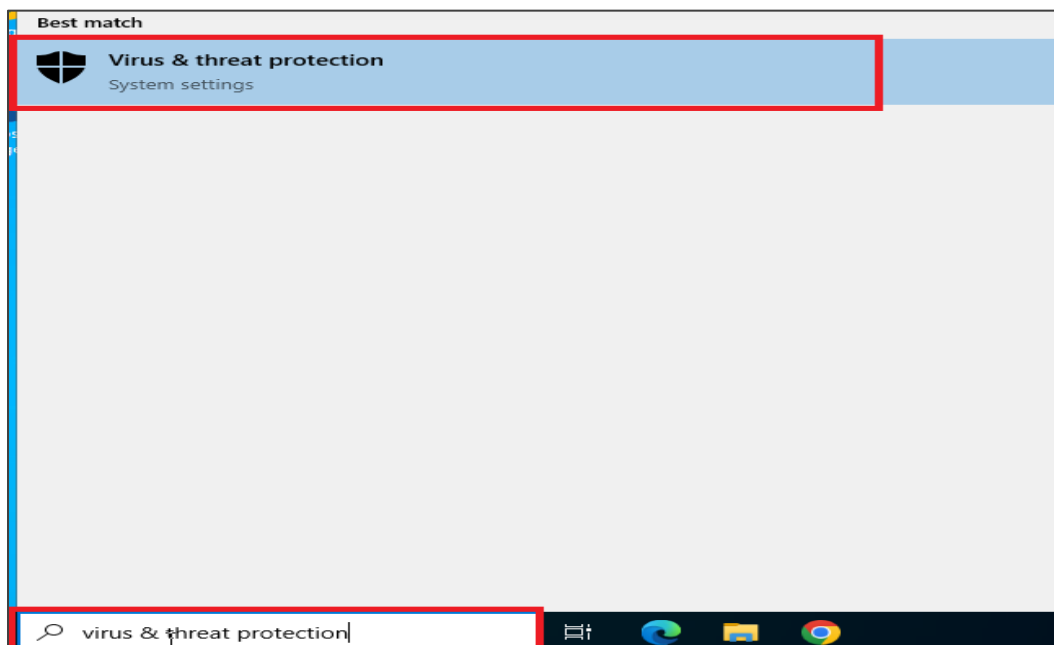 Best match
Virus & threat protection
System settings
virus & threat protection